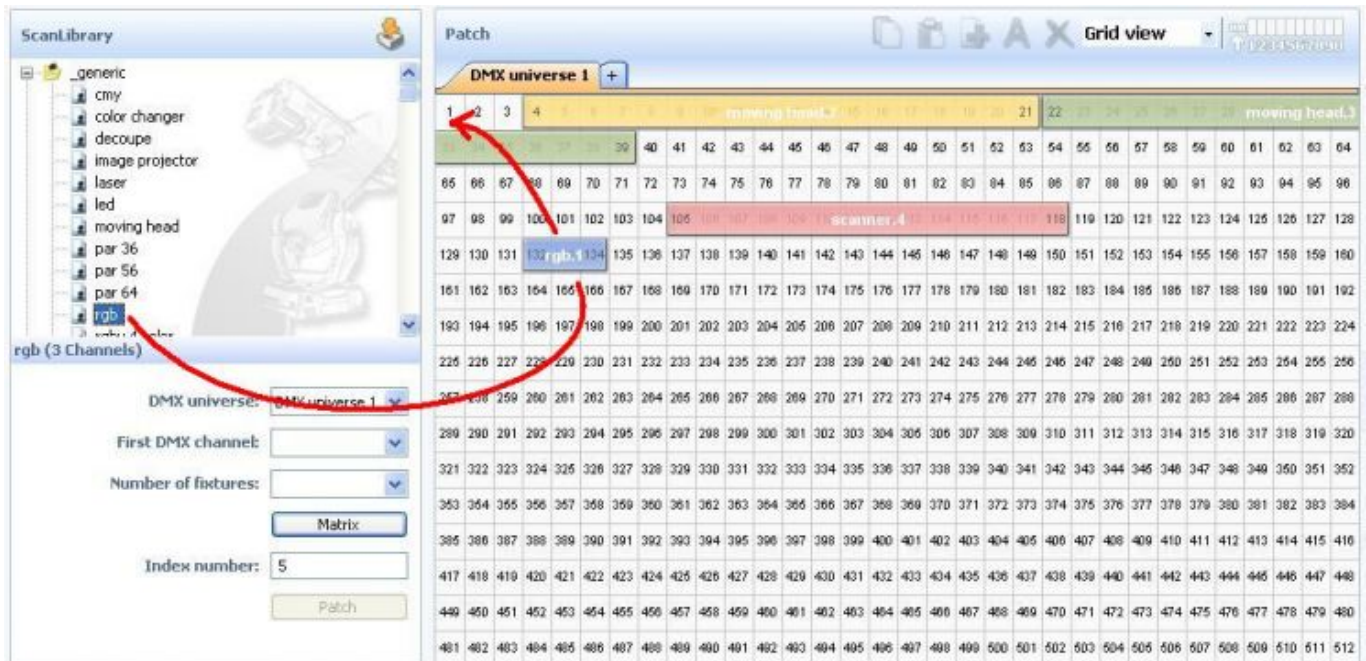 ScanLibrary
_generic
cmy
color changer
decoupe
image projector
laser
led
moving head
par 36
par 56
par 64
rgb
rgb (3 Channels)
DMX universe: DMX universe 1
First DMX channel:
Number of fixtures:
Matrix
Index number: 5
Patch
Patch
Grid view
1234567890
DMX universe 1 +
1 2 3 4 moving head.2 21 22 moving head.3
39 40 41 42 43 44 45 46 47 48 49 50 51 52 53 54 55 56 57 58 59 60 61 62 63 64
65 66 67 68 69 70 71 72 73 74 75 76 77 78 79 80 81 82 83 84 85 86 87 88 89 90 91 92 93 94 95 96
97 98 99 100 101 102 103 104 105 scanner.4 118 119 120 121 122 123 124 125 126 127 128
129 130 131 132 rgb.1 134 135 136 137 138 139 140 141 142 143 144 145 146 147 148 149 150 151 152 153 154 155 156 157 158 159 160
161 162 163 164 165 166 167 168 169 170 171 172 173 174 175 176 177 178 179 180 181 182 183 184 185 186 187 188 189 190 191 192
193 194 195 196 197 198 199 200 201 202 203 204 205 206 207 208 209 210 211 212 213 214 215 216 217 218 219 220 221 222 223 224
225 226 227 228 229 230 231 232 233 234 235 236 237 238 239 240 241 242 243 244 245 246 247 248 249 250 251 252 253 254 255 256
257 258 259 260 261 262 263 264 265 266 267 268 269 270 271 272 273 274 275 276 277 278 279 280 281 282 283 284 285 286 287 288
289 290 291 292 293 294 295 296 297 298 299 300 301 302 303 304 305 306 307 308 309 310 311 312 313 314 315 316 317 318 319 320
321 322 323 324 325 326 327 328 329 330 331 332 333 334 335 336 337 338 339 340 341 342 343 344 345 346 347 348 349 350 351 352
353 354 355 356 357 358 359 360 361 362 363 364 365 366 367 368 369 370 371 372 373 374 375 376 377 378 379 380 381 382 383 384
385 386 387 388 389 390 391 392 393 394 395 396 397 398 399 400 401 402 403 404 405 406 407 408 409 410 411 412 413 414 415 416
417 418 419 420 421 422 423 424 425 426 427 428 429 430 431 432 433 434 435 436 437 438 439 440 441 442 443 444 445 446 447 448
449 450 451 452 453 454 455 456 457 458 459 460 461 462 463 464 465 466 467 468 469 470 471 472 473 474 475 476 477 478 479 480
481 482 483 484 485 486 487 488 489 490 491 492 493 494 495 496 497 498 499 500 501 502 503 504 505 506 507 508 509 510 511 512